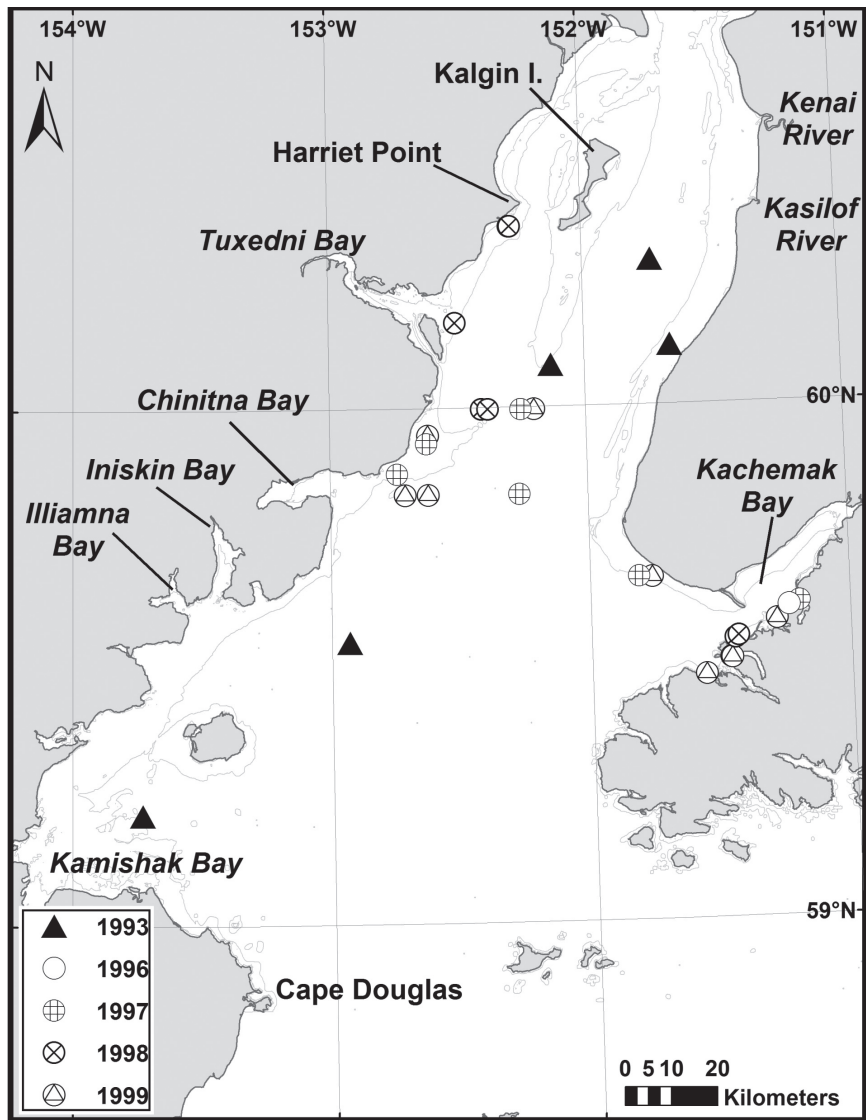 154°W
153°W
152°W
151°W
N
Kalgin I.
Kenai
River
Harriet Point
Kasilof
River
Tuxedni Bay
60°N
Chinitna Bay
Iniskin Bay
Kachemak
Bay
Illiamna
Bay
Kamishak Bay
59°N
1993
1996
1997
1998
1999
Cape Douglas
0 5 10 20
Kilometers